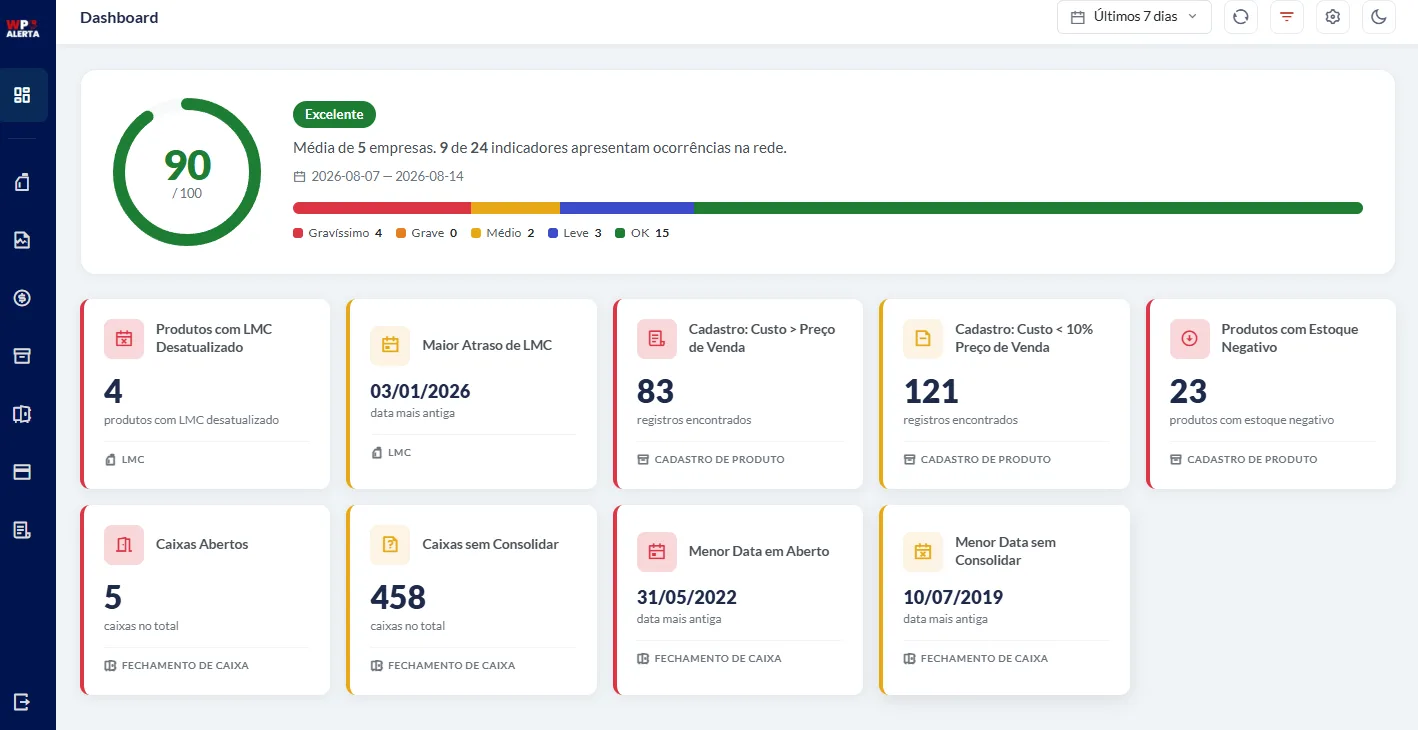 WP
ALERTA
Dashboard
Últimos 7 dias
90
/ 100
Excelente
Média de 5 empresas. 9 de 24 indicadores apresentam ocorrências na rede.
2026-08-07 — 2026-08-14
Gravíssimo 4 Grave 0 Médio 2 Leve 3 OK 15
Produtos com LMC
Desatualizado
4
produtos com LMC desatualizado
LMC
Maior Atraso de LMC
03/01/2026
data mais antiga
LMC
Cadastro: Custo > Preço
de Venda
83
registros encontrados
CADASTRO DE PRODUTO
Cadastro: Custo < 10%
Preço de Venda
121
registros encontrados
CADASTRO DE PRODUTO
Produtos com Estoque
Negativo
23
produtos com estoque negativo
CADASTRO DE PRODUTO
Caixas Abertos
5
caixas no total
FECHAMENTO DE CAIXA
Caixas sem Consolidar
458
caixas no total
FECHAMENTO DE CAIXA
Menor Data em Aberto
31/05/2022
data mais antiga
FECHAMENTO DE CAIXA
Menor Data sem
Consolidar
10/07/2019
data mais antiga
FECHAMENTO DE CAIXA